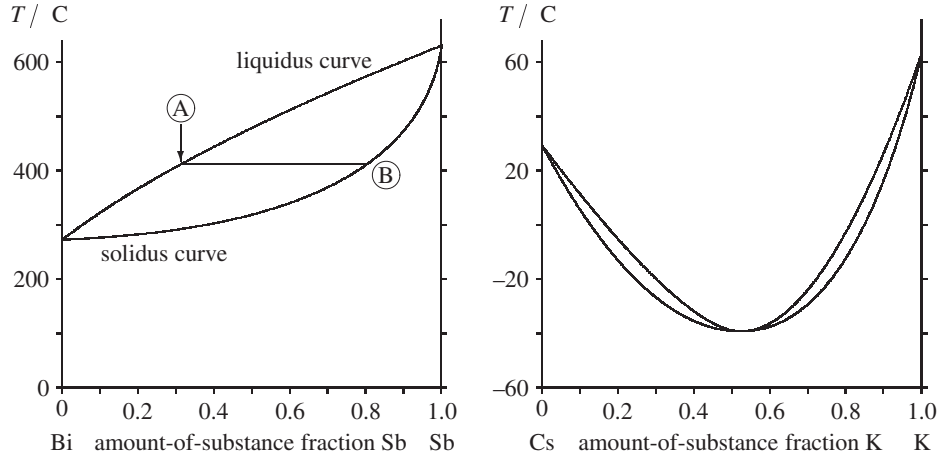 T / C
liquidus curve
600
A
400
B
solidus curve
200
0
0 0.2 0.4 0.6 0.8 1.0
Bi amount-of-substance fraction Sb Sb
T / C
60
20
–20
–60
0 0.2 0.4 0.6 0.8 1.0
Cs amount-of-substance fraction K K